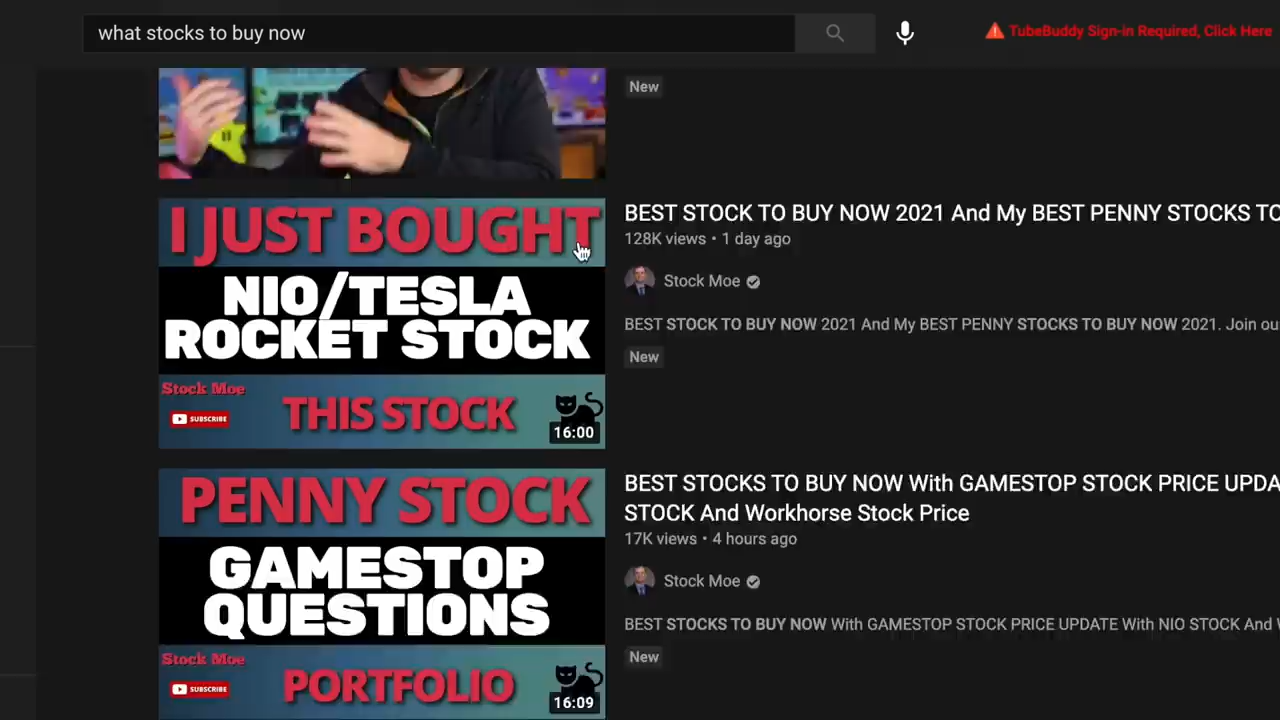 what stocks to buy now
TubeBuddy Sign-in Required, Click Here
New
I JUST BOUGHT
NIO/TESLA
ROCKET STOCK
Stock Moe
SUBSCRIBE
THIS STOCK
16:00
BEST STOCK TO BUY NOW 2021 And My BEST PENNY STOCKS TO
128K views • 1 day ago
Stock Moe
BEST STOCK TO BUY NOW 2021 And My BEST PENNY STOCKS TO BUY NOW 2021. Join ou
New
PENNY STOCK
GAMESTOP
QUESTIONS
Stock Moe
SUBSCRIBE
PORTFOLIO
16:09
BEST STOCKS TO BUY NOW With GAMESTOP STOCK PRICE UPDA
STOCK And Workhorse Stock Price
17K views • 4 hours ago
Stock Moe
BEST STOCKS TO BUY NOW With GAMESTOP STOCK PRICE UPDATE With NIO STOCK And
New